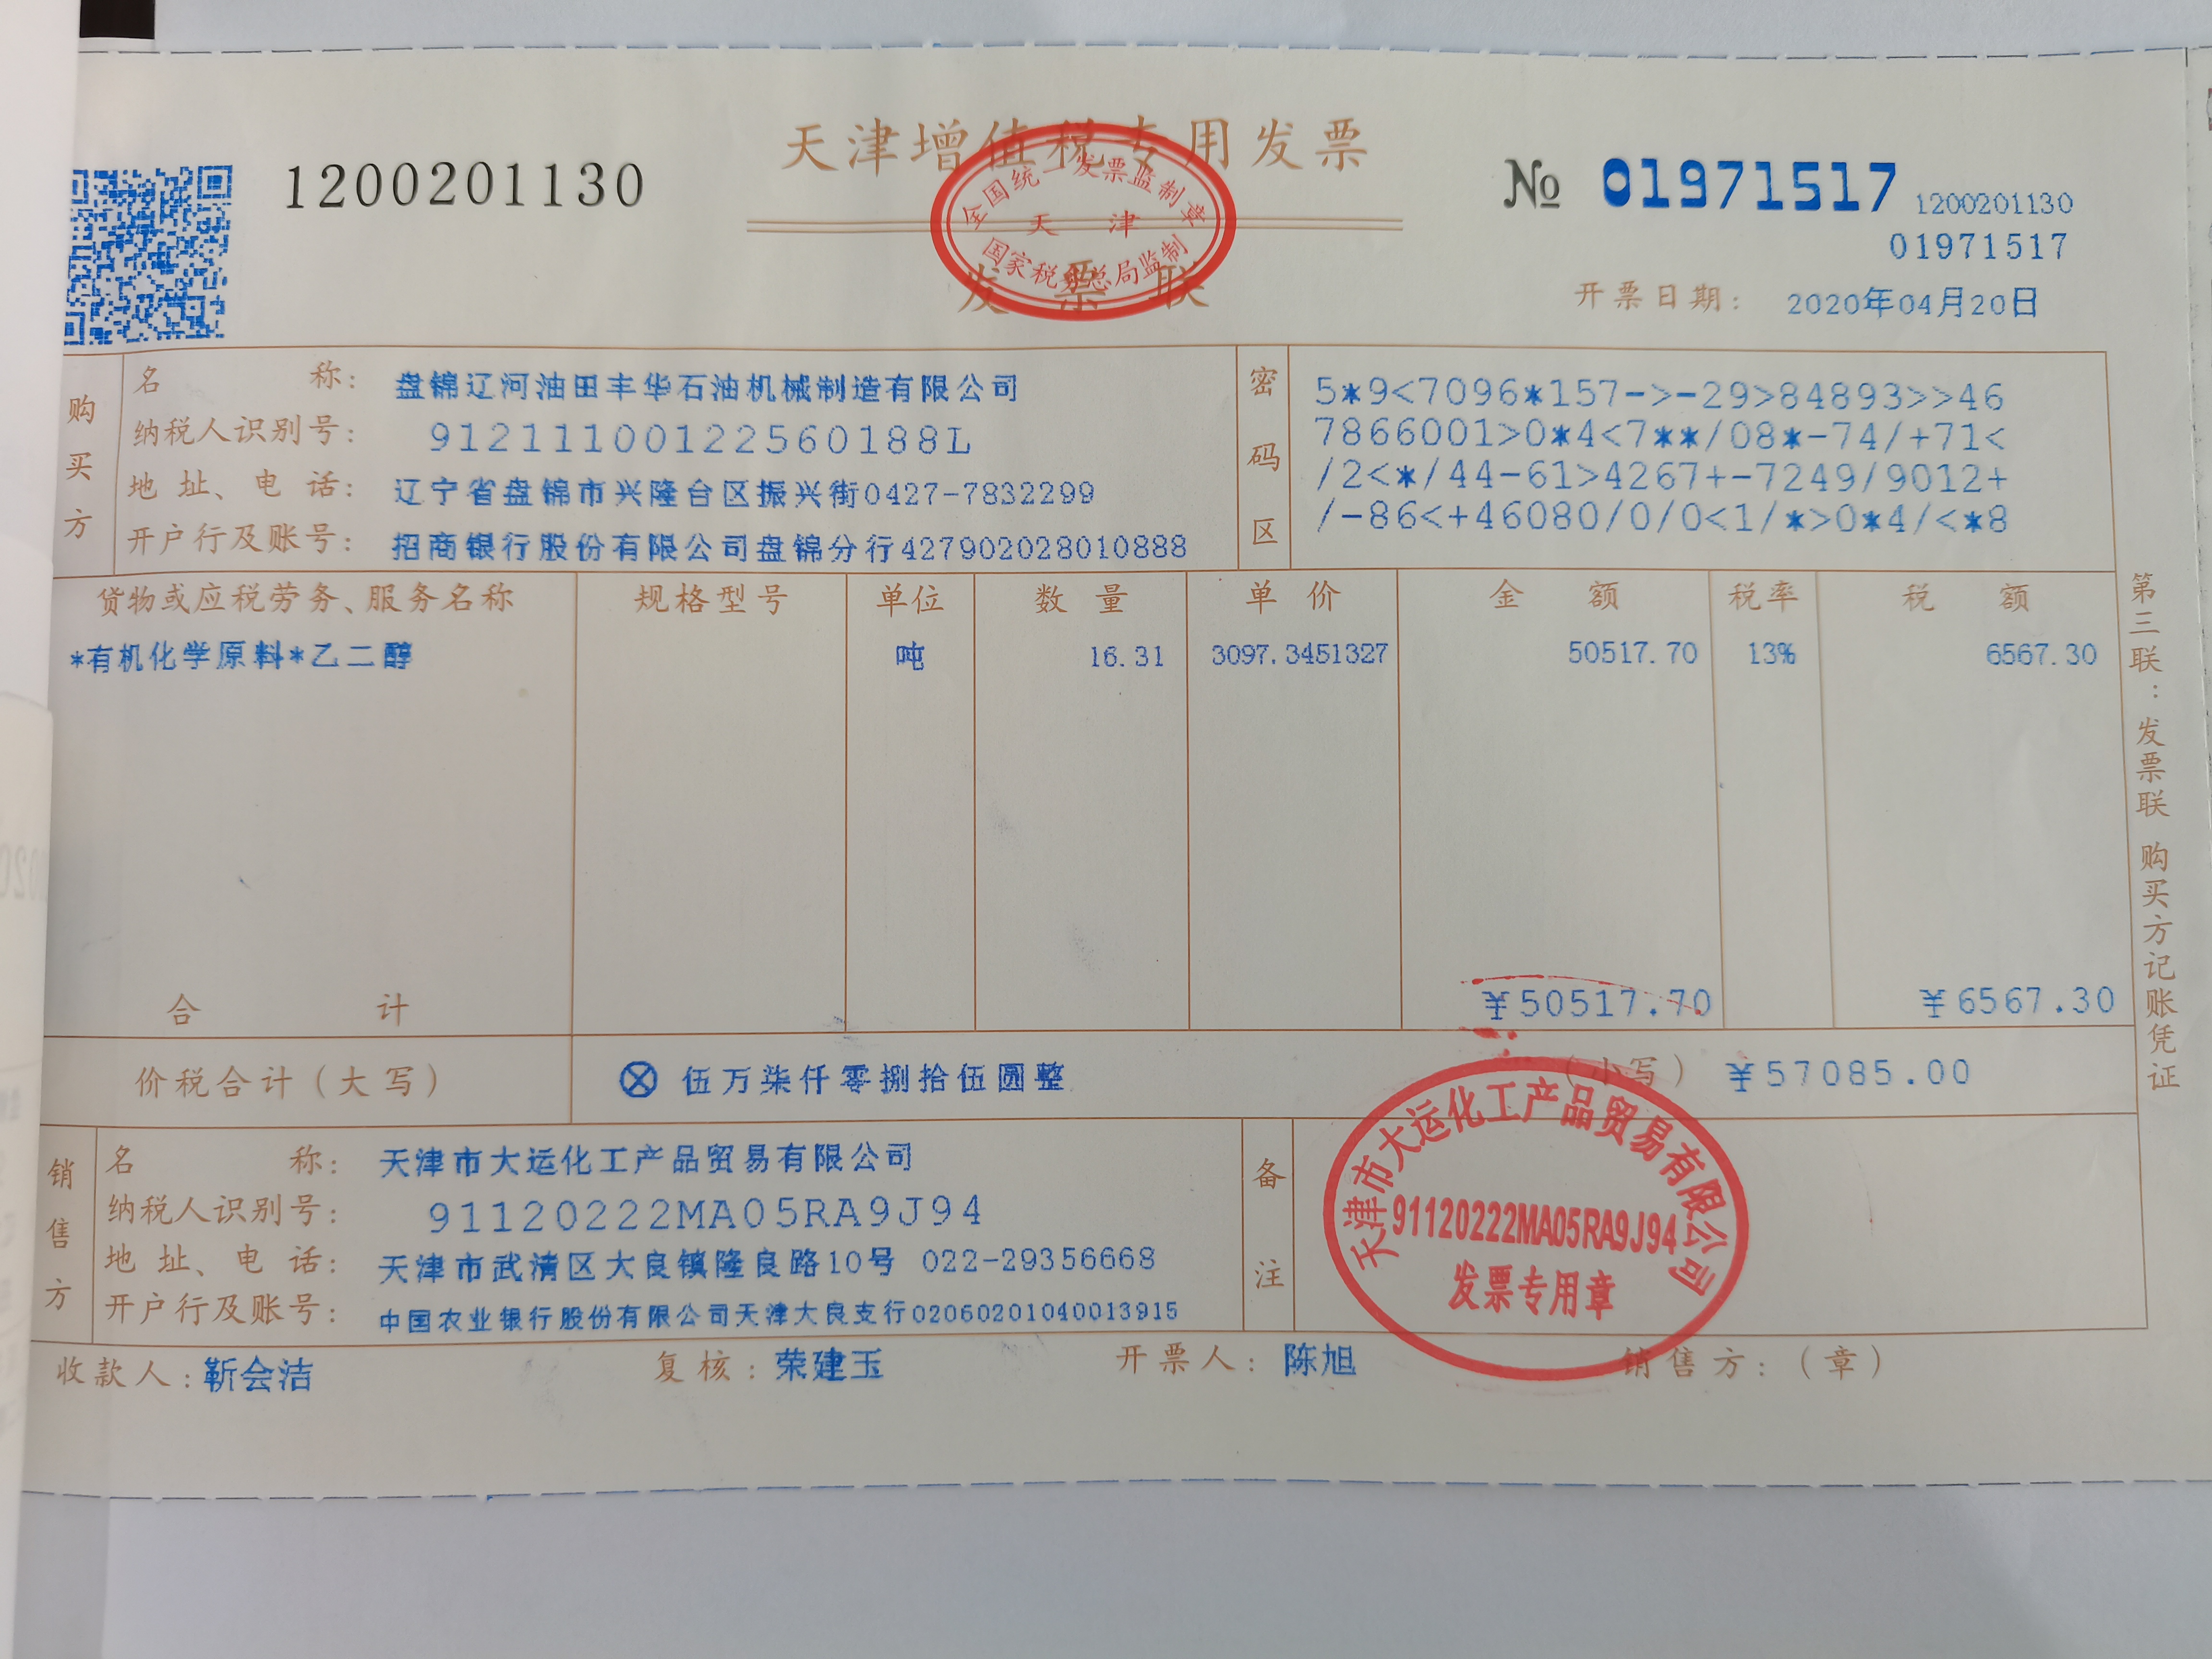 天津增值税专用发票
1200201130
全国统一发票监制章
天 津
国家税务总局监制
发票联
№ 01971517 1200201130
01971517
开票日期： 2020年04月20日
购买方
名 称： 盘锦辽河油田丰华石油机械制造有限公司
纳税人识别号： 91211100122560188L
地 址、电 话： 辽宁省盘锦市兴隆台区振兴街0427-7832299
开户行及账号： 招商银行股份有限公司盘锦分行427902028010888
密码区
5*9<7096*157->-29>84893>>46
7866001>0*4<7**/08*-74/+71<
/2<*/44-61>4267+-7249/9012+
/-86<+46080/0/0<1/*>0*4/<*8
货物或应税劳务、服务名称 规格型号 单位 数 量 单 价 金 额 税率 税 额
*有机化学原料*乙二醇 吨 16.31 3097.3451327 50517.70 13% 6567.30
合 计 ¥50517.70 ¥6567.30
价税合计（大写） ⊗ 伍万柒仟零捌拾伍圆整 （小写） ¥57085.00
销售方
名 称： 天津市大运化工产品贸易有限公司
纳税人识别号： 91120222MA05RA9J94
地 址、电 话： 天津市武清区大良镇隆良路10号 022-29356668
开户行及账号： 中国农业银行股份有限公司天津大良支行02060201040013915
备注
天津市大运化工产品贸易有限公司
91120222MA05RA9J94
发票专用章
收款人：靳会洁 复核：荣建玉 开票人： 陈旭 销售方：（章）
第三联：发票联 购买方记账凭证